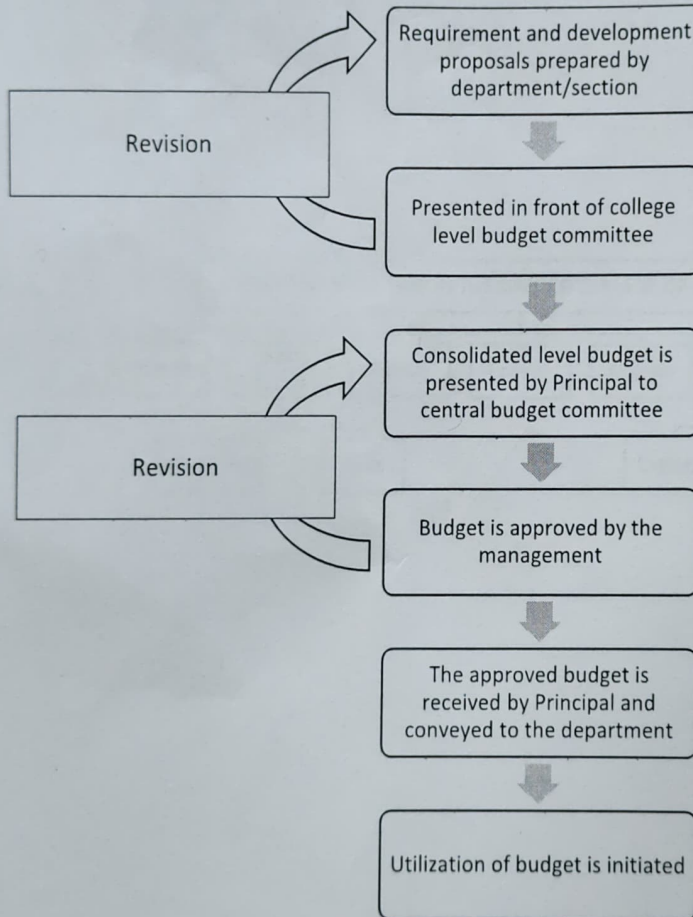 Requirement and development
proposals prepared by
department/section
Revision
Presented in front of college
level budget committee
Consolidated level budget is
presented by Principal to
central budget committee
Revision
Budget is approved by the
management
The approved budget is
received by Principal and
conveyed to the department
Utilization of budget is initiated